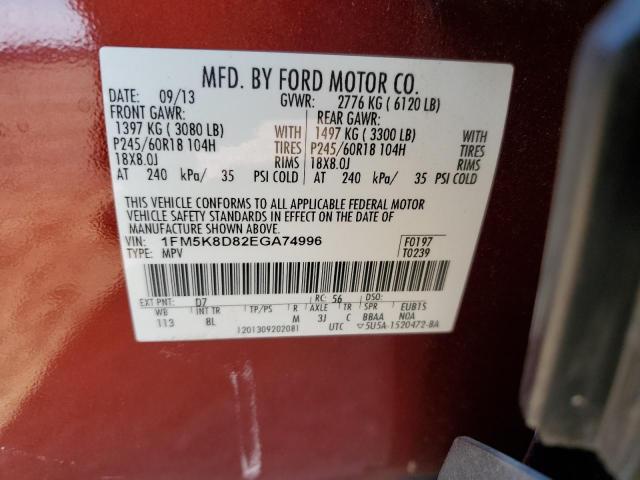 MFD. BY FORD MOTOR CO.
DATE: 09/13 GVWR: 2776 KG ( 6120 LB)
FRONT GAWR: REAR GAWR:
1397 KG ( 3080 LB) WITH 1497 KG ( 3300 LB) WITH
P245/60R18 104H TIRES P245/60R18 104H TIRES
18X8.0J RIMS 18X8.0J RIMS
AT 240 kPa/ 35 PSI COLD AT 240 kPa/ 35 PSI COLD
THIS VEHICLE CONFORMS TO ALL APPLICABLE FEDERAL MOTOR
VEHICLE SAFETY STANDARDS IN EFFECT ON THE DATE OF
MANUFACTURE SHOWN ABOVE.
VIN: 1FM5K8D82EGA74996 F0197
TYPE: MPV T0239
EXT PNT: D7 RC: 56 DSO:
WB INT TR TP/PS R AXLE TR SPR EUBTS
113 8L M 3J C BBAA NOA
120130920208 UTC ▽5U5A-1520472-BA